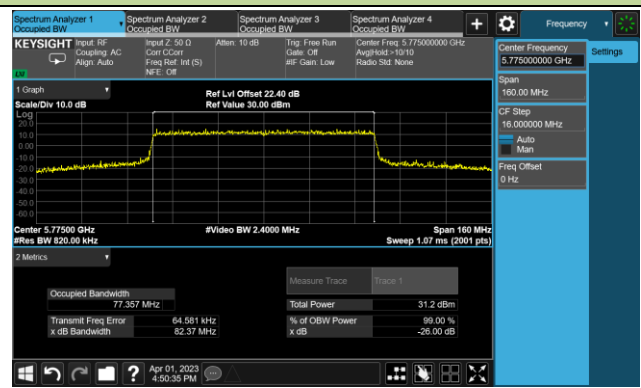 Spectrum Analyzer 1
Occupied BW
Spectrum Analyzer 2
Occupied BW
Spectrum Analyzer 3
Occupied BW
Spectrum Analyzer 4
Occupied BW
+
Frequency
KEYSIGHT
Input: RF
Coupling: AC
Align: Auto
Input Z: 50 Ω
Corr CCorr
Freq Ref: Int (S)
NFE: Off
Atten: 10 dB
Trig: Free Run
Gate: Off
#IF Gain: Low
Center Freq: 5.775000000 GHz
Avg|Hold:>10/10
Radio Std: None
Center Frequency
5.775000000 GHz
Settings
Span
160.00 MHz
CF Step
16.000000 MHz
Auto
Man
Freq Offset
0 Hz
1 Graph
Scale/Div 10.0 dB
Ref Lvl Offset 22.40 dB
Ref Value 30.00 dBm
Log
20.0
10.0
0.00
-10.0
-20.0
-30.0
-40.0
-50.0
-60.0
Center 5.77500 GHz
#Res BW 820.00 kHz
#Video BW 2.4000 MHz
Span 160 MHz
Sweep 1.07 ms (2001 pts)
2 Metrics
Measure Trace
Trace 1
Occupied Bandwidth
77.357 MHz
Total Power
31.2 dBm
Transmit Freq Error
64.581 kHz
% of OBW Power
99.00 %
x dB Bandwidth
82.37 MHz
x dB
-26.00 dB
?
Apr 01, 2023
4:50:35 PM